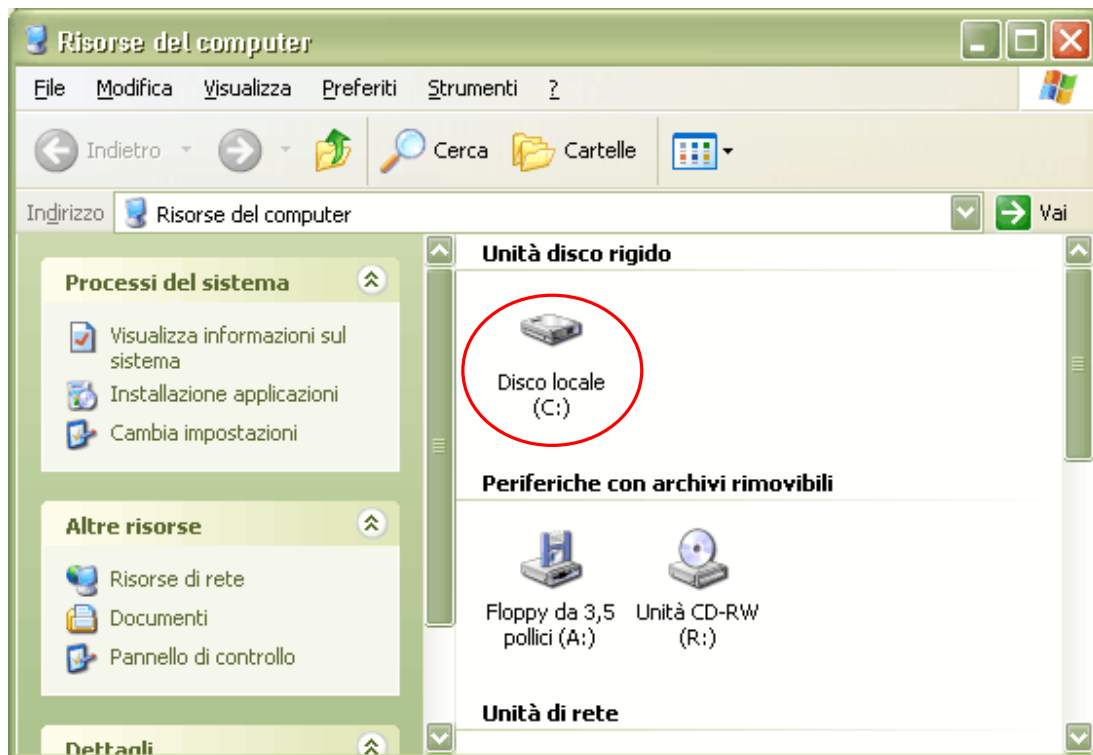 Risorse del computer
File Modifica Visualizza Preferiti Strumenti ?
Indietro Cerca Cartelle
Indirizzo Risorse del computer Vai
Processi del sistema
Visualizza informazioni sul
sistema
Installazione applicazioni
Cambia impostazioni
Altre risorse
Risorse di rete
Documenti
Pannello di controllo
Dettagli
Unità disco rigido
Disco locale
(C:)
Periferiche con archivi rimovibili
Floppy da 3,5
pollici (A:)
Unità CD-RW
(R:)
Unità di rete